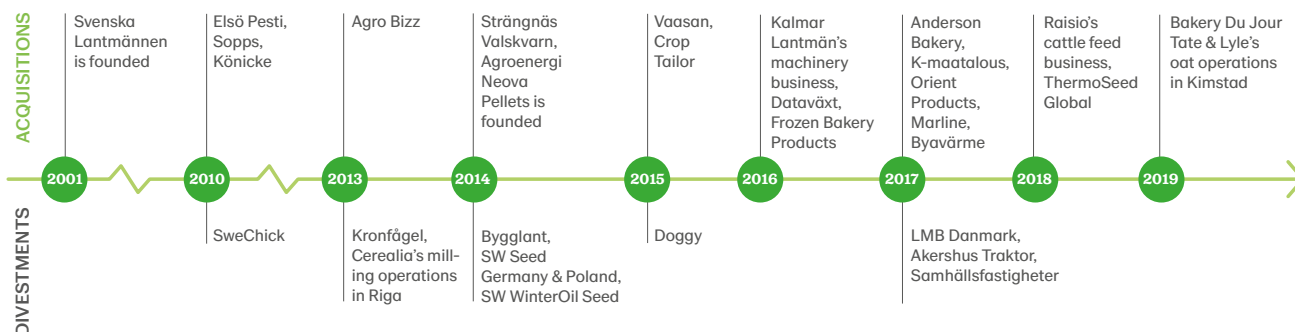 ACQUISITIONS
Svenska
Lantmännen
is founded
Elsö Pesti,
Sopps,
Könicke
Agro Bizz
Strängnäs
Valskvarn,
Agroenergi
Neova
Pellets is
founded
Vaasan,
Crop
Tailor
Kalmar
Lantmän’s
machinery
business,
Dataväxt,
Frozen Bakery
Products
Anderson
Bakery,
K-maatalous,
Orient
Products,
Marline,
Byavärme
Raisio’s
cattle feed
business,
ThermoSeed
Global
Bakery Du Jour
Tate & Lyle’s
oat operations
in Kimstad
2001
2010
2013
2014
2015
2016
2017
2018
2019
DIVESTMENTS
SweChick
Kronfågel,
Cerealia’s mill-
ing operations
in Riga
Bygglant,
SW Seed
Germany & Poland,
SW WinterOil Seed
Doggy
LMB Danmark,
Akershus Traktor,
Samhällsfastigheter